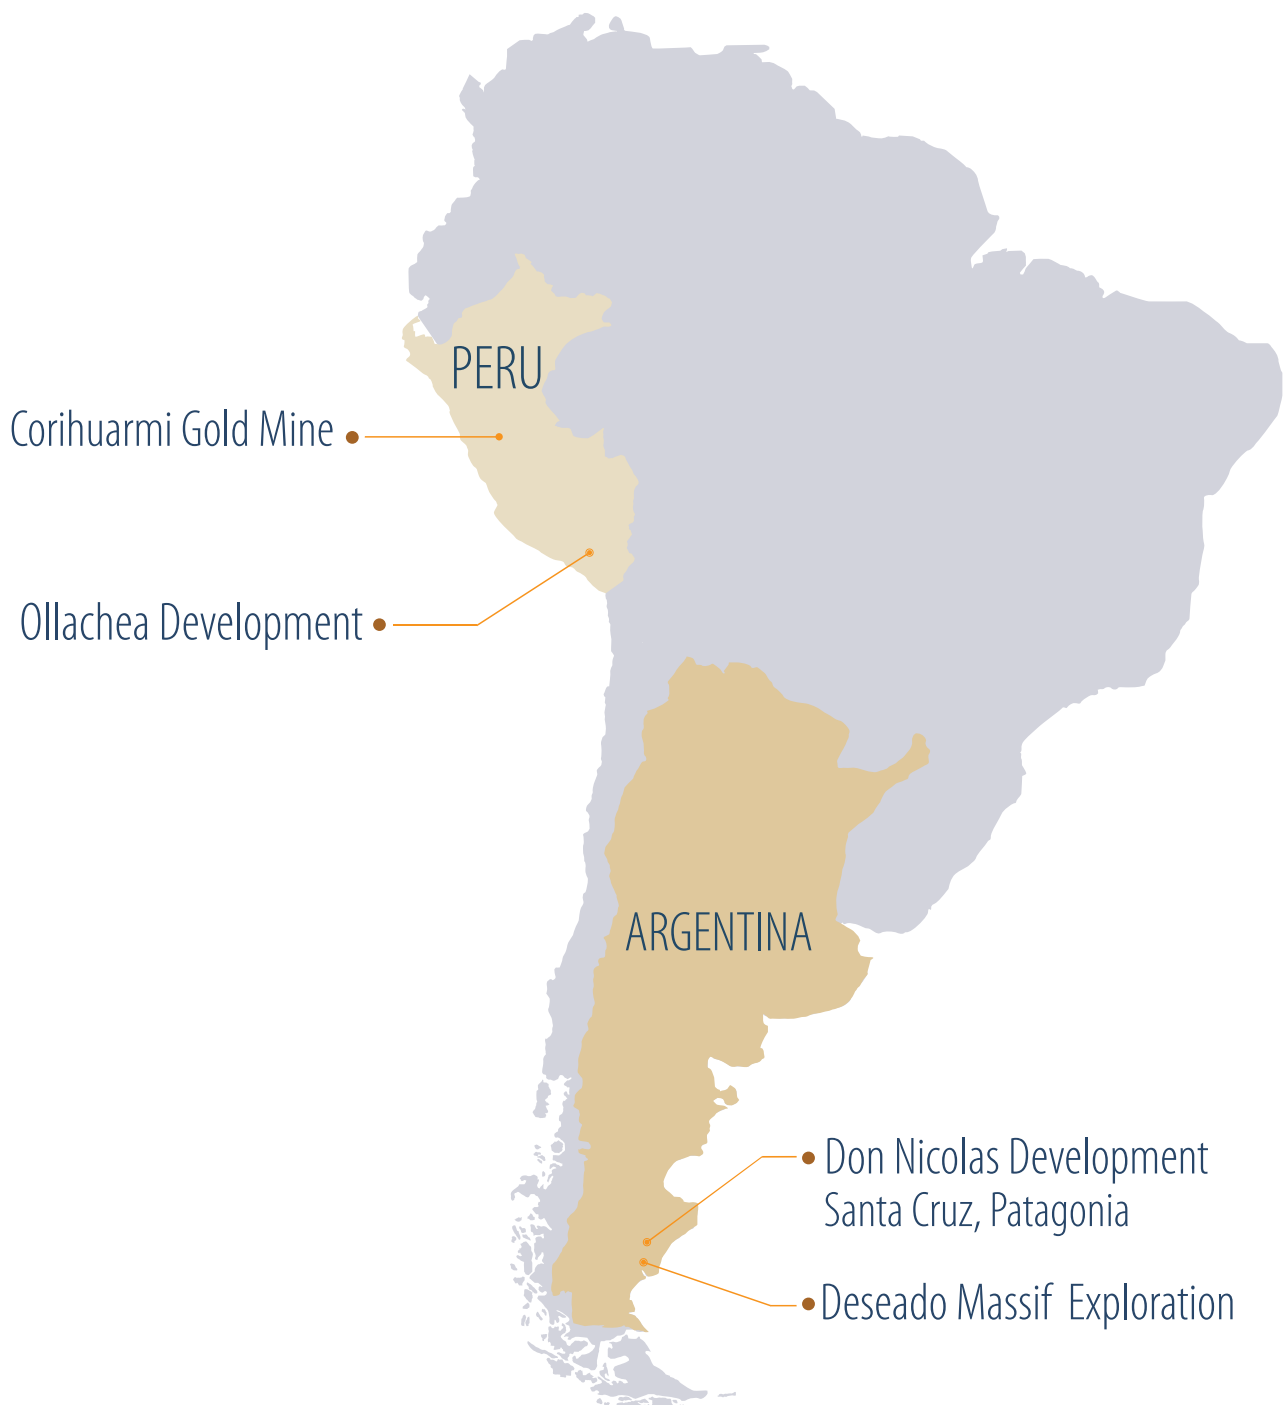 PERU
Corihuarmi Gold Mine
Ollachea Development
ARGENTINA
Don Nicolas Development
Santa Cruz, Patagonia
Deseado Massif Exploration